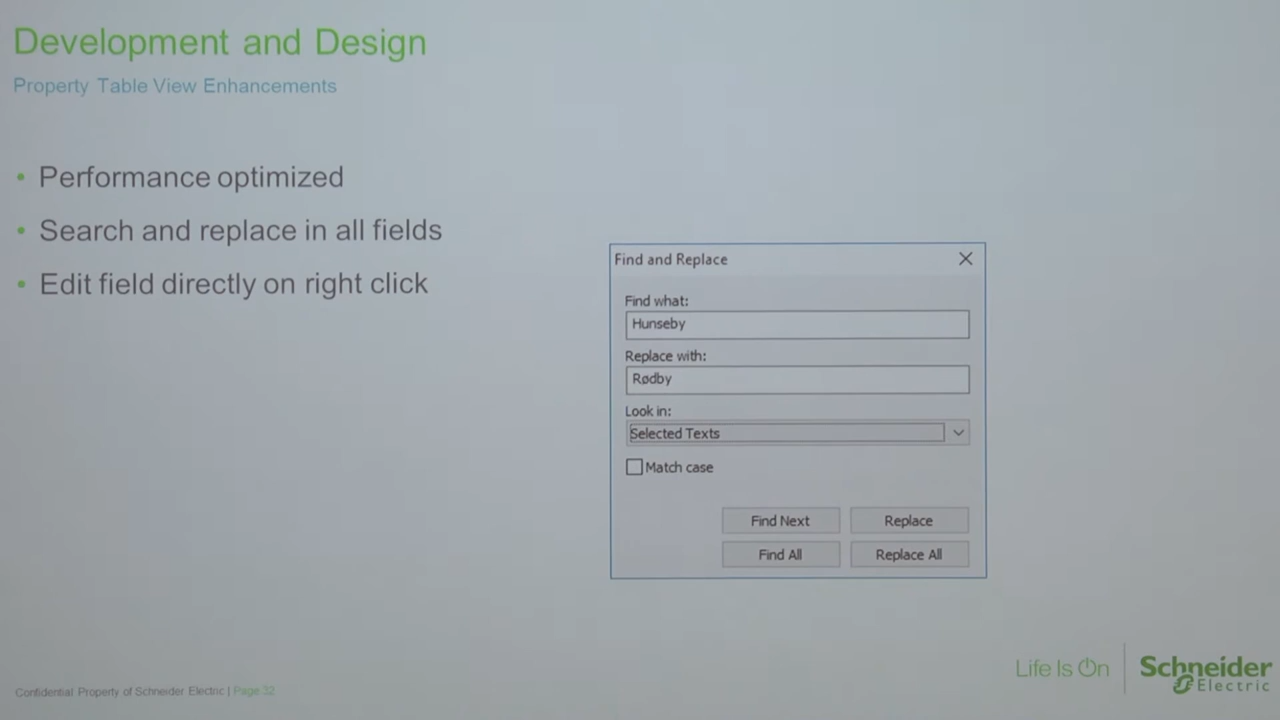 Development and Design
Property Table View Enhancements
• Performance optimized
• Search and replace in all fields
• Edit field directly on right click
Find and Replace
Find what:
Hunseby
Replace with:
Rødby
Look in:
Selected Texts
Match case
Find Next Replace
Find All Replace All
Confidential Property of Schneider Electric | Page 32
Life Is On
Schneider
Electric